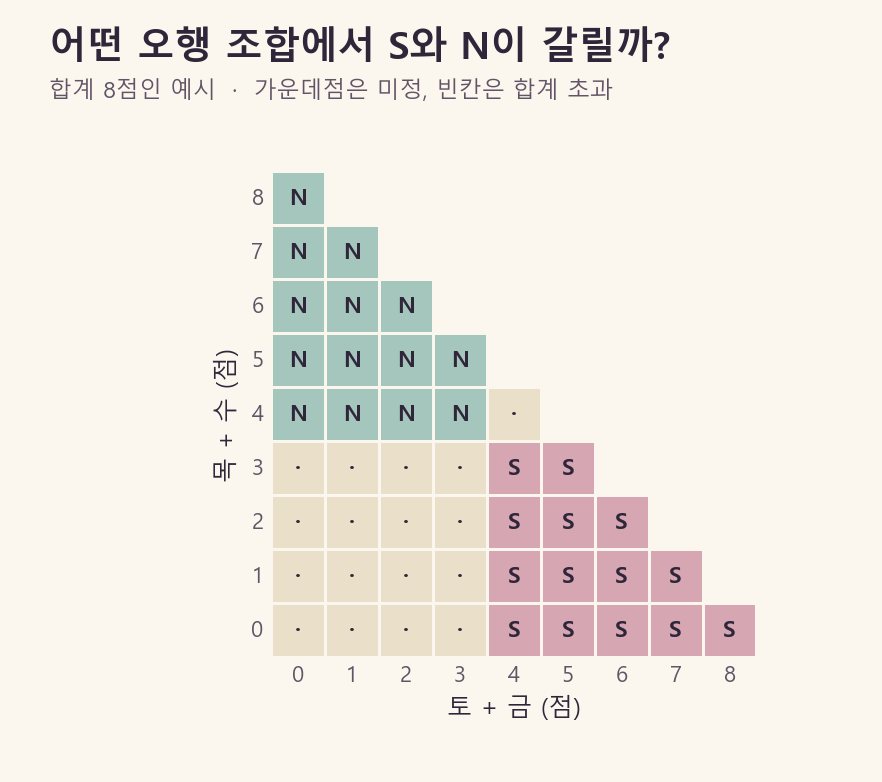 어떤 오행 조합에서 S와 N이 갈릴까?
합계 8점인 예시 · 가운데점은 미정, 빈칸은 합계 초과
8 N
7 N N
6 N N N
5 N N N N
4 N N N N ·
3 · · · · S S
2 · · · · S S S
1 · · · · S S S S
0 · · · · S S S S S
0 1 2 3 4 5 6 7 8
목 + 수 (점)
토 + 금 (점)